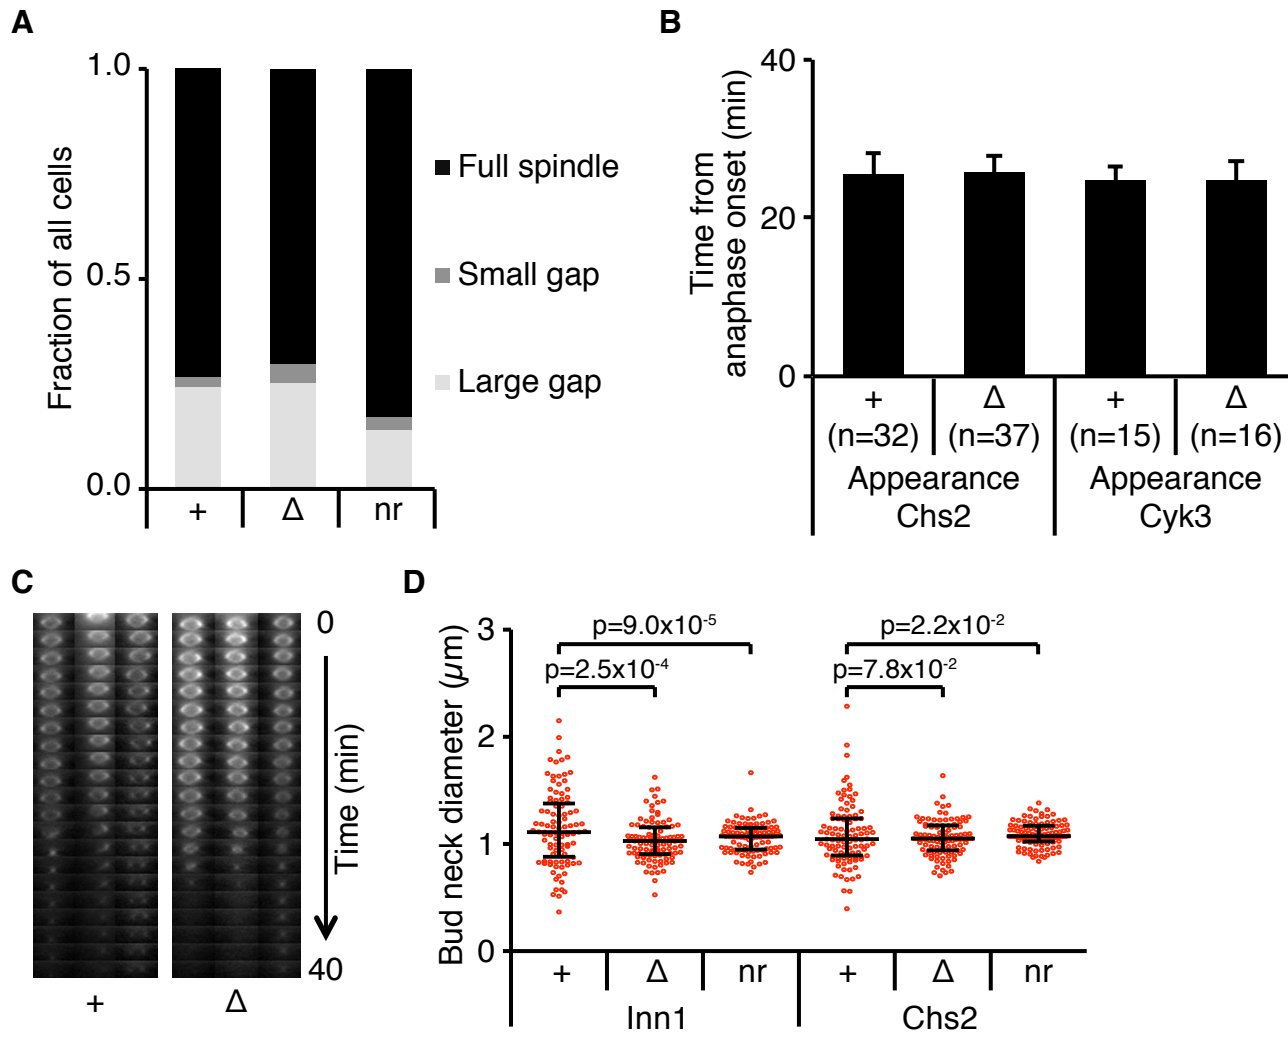 A
1.0
0.5
0.0
Fraction of all cells
Full spindle
Small gap
Large gap
+ Δ nr
B
40
20
0
Time from
anaphase onset (min)
+ Δ + Δ
(n=32) (n=37) (n=15) (n=16)
Appearance Appearance
Chs2 Cyk3
C
0
Time (min)
40
+ Δ
D
3
2
1
0
Bud neck diameter (µm)
p=9.0x10⁻⁵ p=2.2x10⁻²
p=2.5x10⁻⁴ p=7.8x10⁻²
+ Δ nr + Δ nr
Inn1 Chs2